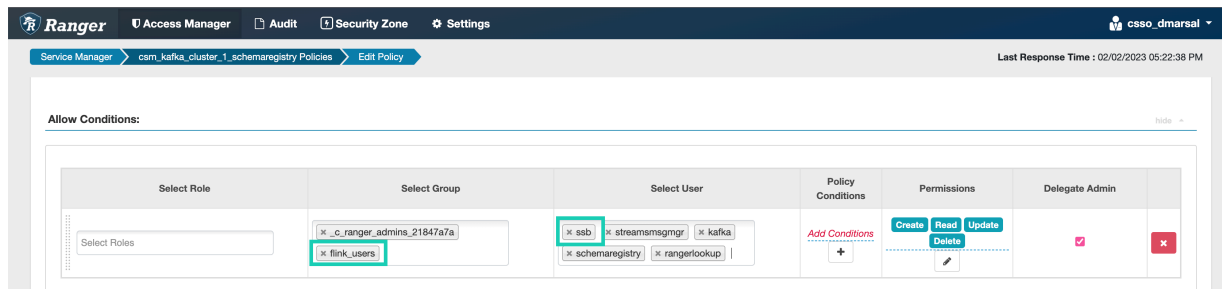 Ranger Access Manager Audit Security Zone Settings csso_dmarsal
Service Manager csm_kafka_cluster_1_schemaregistry Policies Edit Policy Last Response Time : 02/02/2023 05:22:38 PM
Allow Conditions: hide
Select Role Select Group Select User Policy Conditions Permissions Delegate Admin
Select Roles
× _c_ranger_admins_21847a7a
× flink_users
× ssb × streamsmsgmgr × kafka
× schemaregistry × rangerlookup
Add Conditions
+
Create Read Update
Delete
×